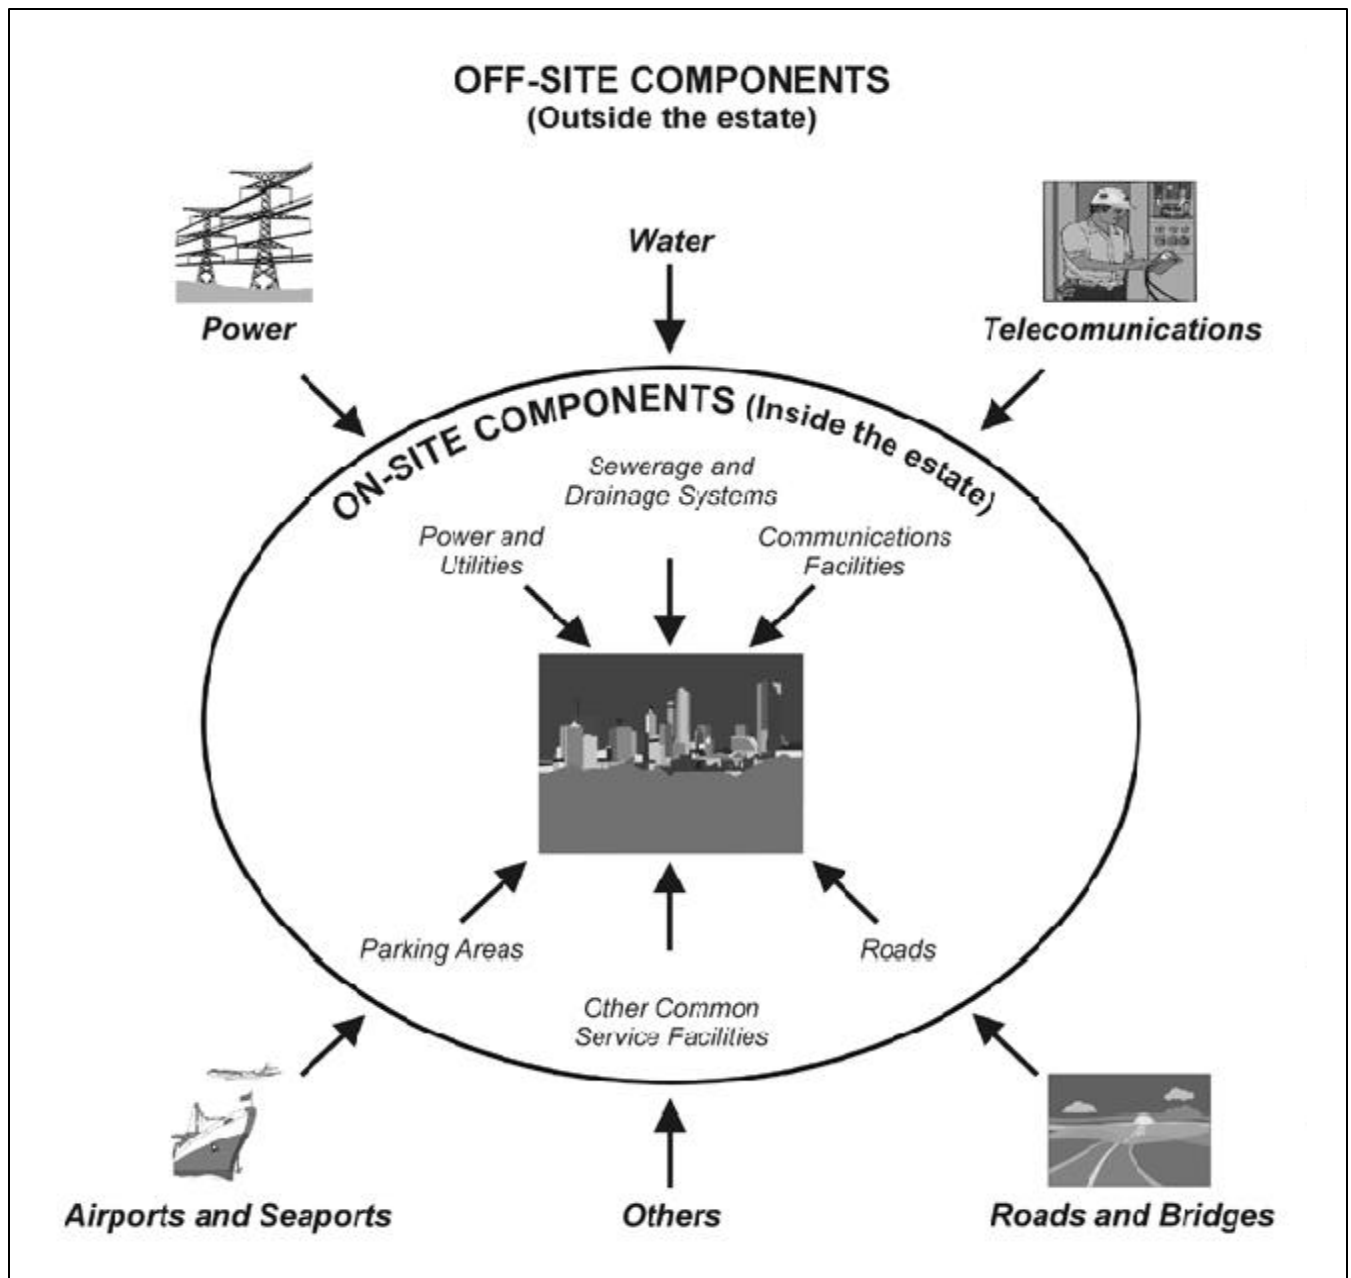 OFF-SITE COMPONENTS
(Outside the estate)
Water
Power
Telecomunications
ON-SITE COMPONENTS (Inside the estate)
Sewerage and
Drainage Systems
Power and
Utilities
Communications
Facilities
Parking Areas
Roads
Other Common
Service Facilities
Airports and Seaports
Others
Roads and Bridges